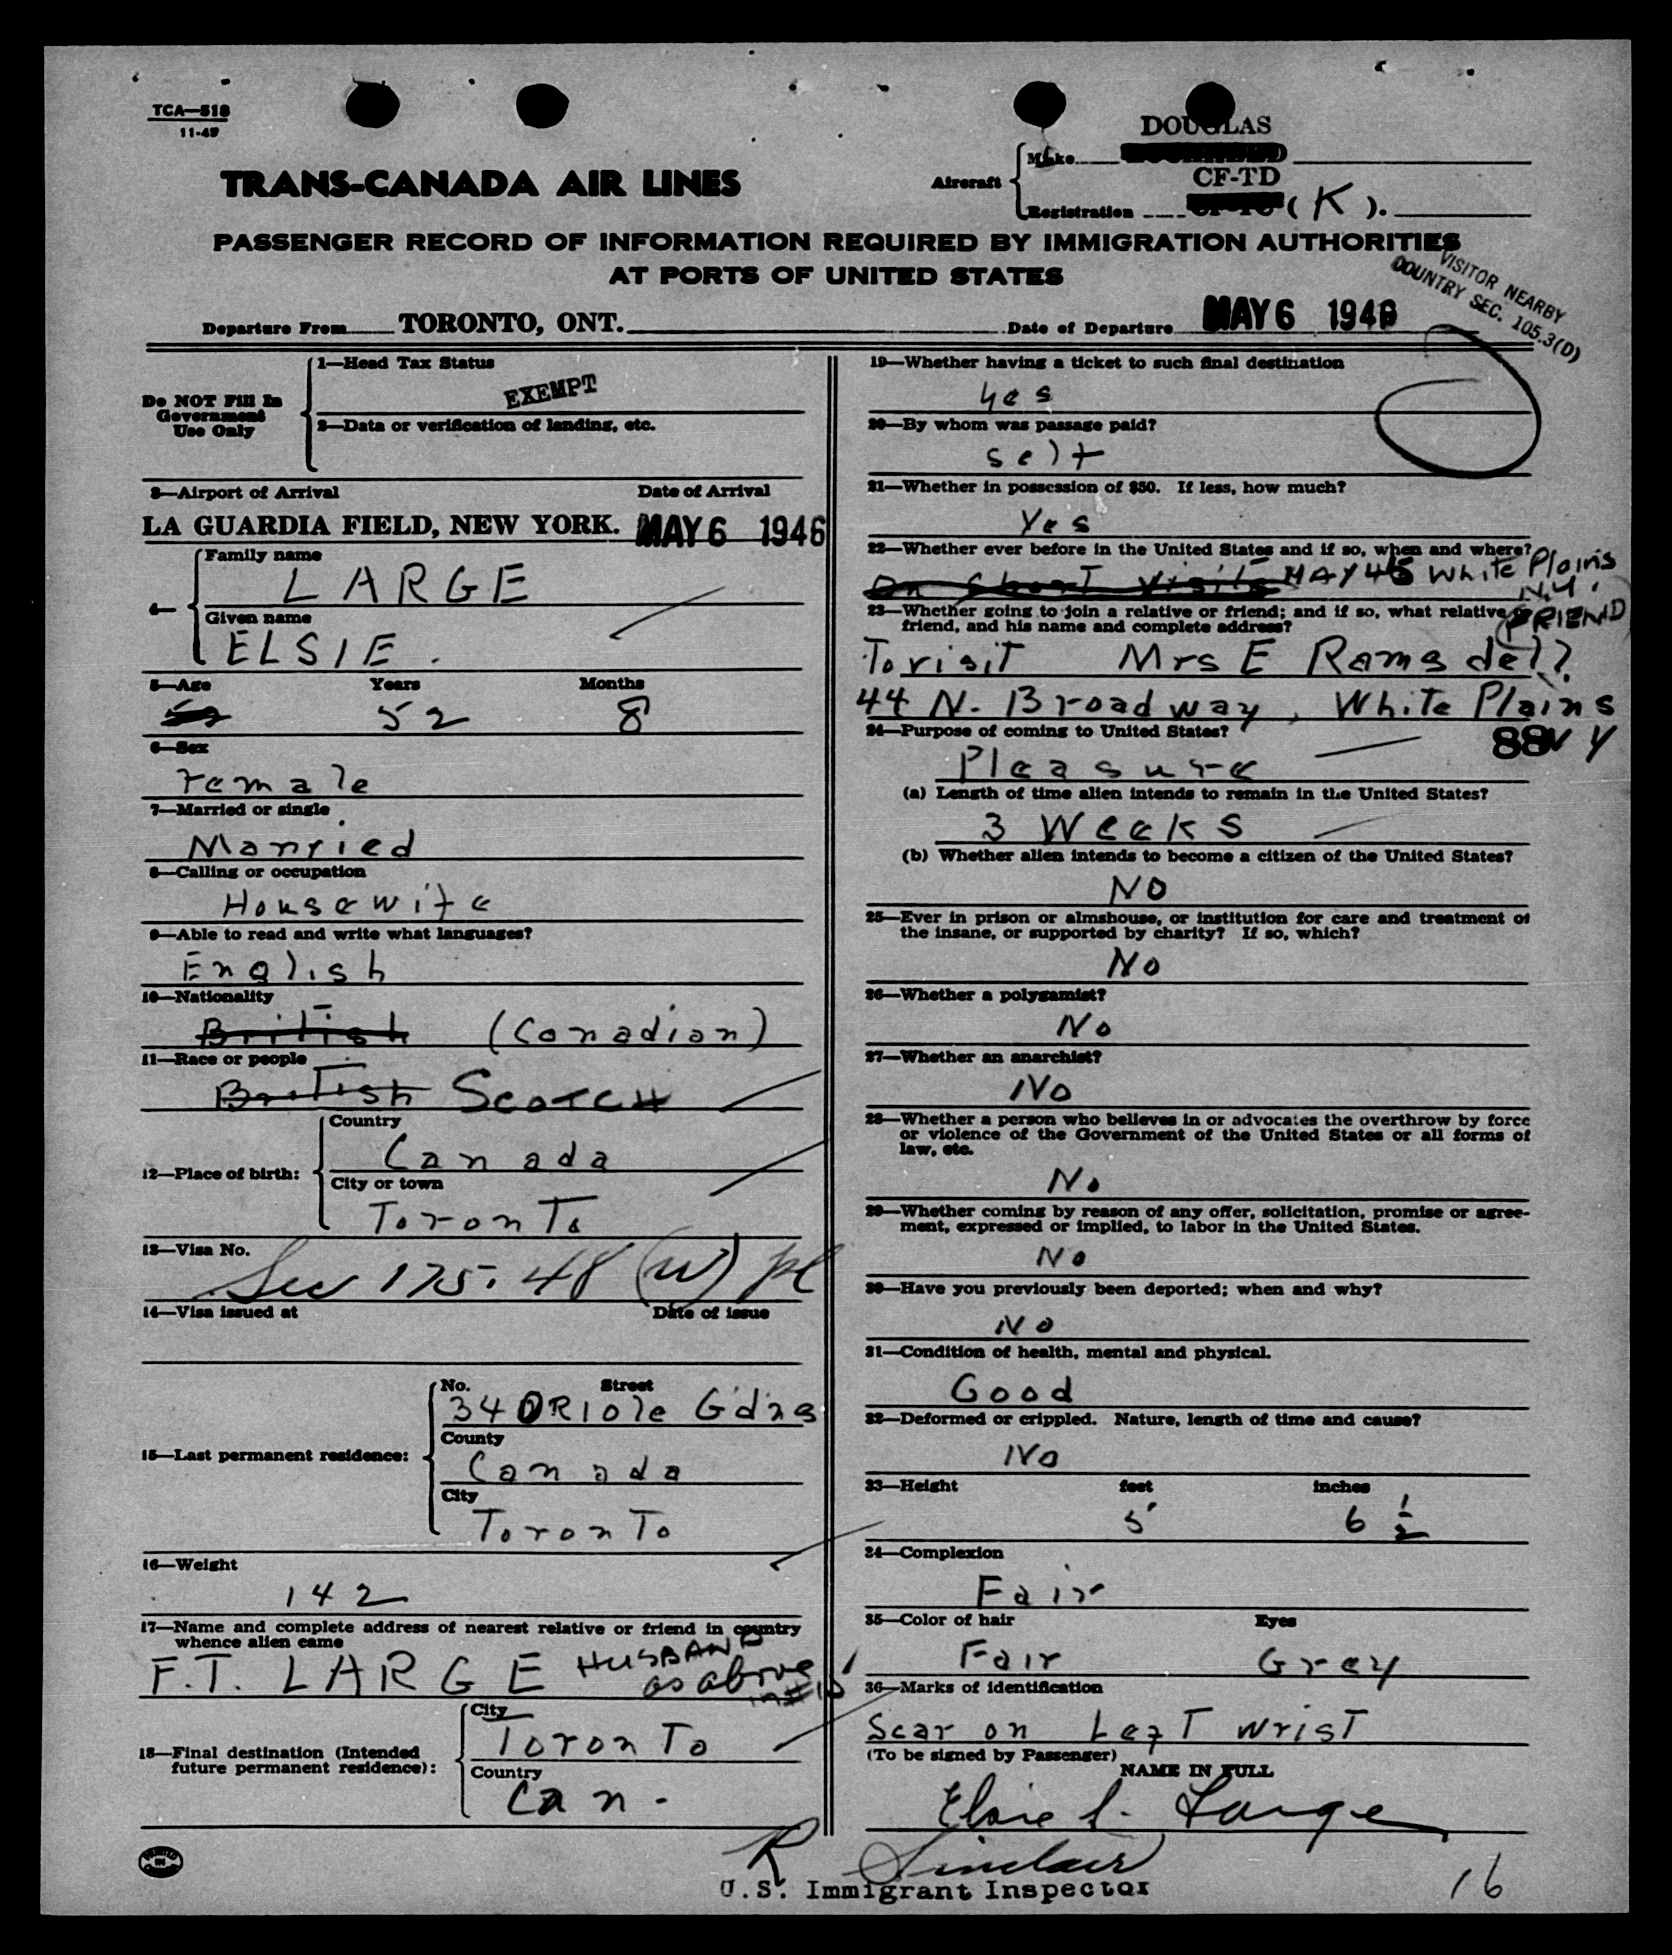 TCA—518
11-45
DOUGLAS
TRANS-CANADA AIR LINES
Aircraft
Make
CF-TD
Registration (K).
PASSENGER RECORD OF INFORMATION REQUIRED BY IMMIGRATION AUTHORITIES
AT PORTS OF UNITED STATES
VISITOR NEARBY
COUNTRY SEC. 105.3(D)
Departure From TORONTO, ONT. Date of Departure MAY 6 1946
Do NOT Fill In
Government
Use Only
1—Head Tax Status
EXEMPT
2—Data or verification of landing, etc.
3—Airport of Arrival Date of Arrival
LA GUARDIA FIELD, NEW YORK. MAY 6 1946
4—
Family name
LARGE
Given name
ELSIE.
5—Age Years Months
52 52 8
6—Sex
Female
7—Married or single
Married
8—Calling or occupation
Housewife
9—Able to read and write what languages?
English
10—Nationality
British (Canadian)
11—Race or people
British SCOTCH
12—Place of birth:
Country
Canada
City or town
Toronto
13—Visa No.
Sec 175.48 (W)
14—Visa issued at Date of issue
15—Last permanent residence:
No. Street
34 ORIole Gdns
County
Canada
City
Toronto
16—Weight
142
17—Name and complete address of nearest relative or friend in country
whence alien came
F.T. LARGE HUSBAND
as above
in #15
18—Final destination (Intended
future permanent residence):
City
Toronto
Country
Can.
19—Whether having a ticket to such final destination
yes
20—By whom was passage paid?
self
21—Whether in possession of $50. If less, how much?
Yes
22—Whether ever before in the United States and if so, when and where?
on short visits MAY 45 White Plains
N.Y.
23—Whether going to join a relative or friend; and if so, what relative or
friend, and his name and complete address?
(FRIEND)
To visit Mrs E Ramsdell
44 N. Broadway, White Plains
N Y
24—Purpose of coming to United States?
88
Pleasure
(a) Length of time alien intends to remain in the United States?
3 Weeks
(b) Whether alien intends to become a citizen of the United States?
NO
25—Ever in prison or almshouse, or institution for care and treatment of
the insane, or supported by charity? If so, which?
No
26—Whether a polygamist?
No
27—Whether an anarchist?
No
28—Whether a person who believes in or advocates the overthrow by force
or violence of the Government of the United States or all forms of
law, etc.
No
29—Whether coming by reason of any offer, solicitation, promise or agree-
ment, expressed or implied, to labor in the United States.
No
30—Have you previously been deported; when and why?
No
31—Condition of health, mental and physical.
Good
32—Deformed or crippled. Nature, length of time and cause?
No
33—Height feet inches
5 6 1/2
34—Complexion
Fair
35—Color of hair Eyes
Fair Grey
36—Marks of identification
Scar on Left wrist
(To be signed by Passenger)
NAME IN FULL
Elsie L. Large
R Sinclair
U.S. Immigrant Inspector
16